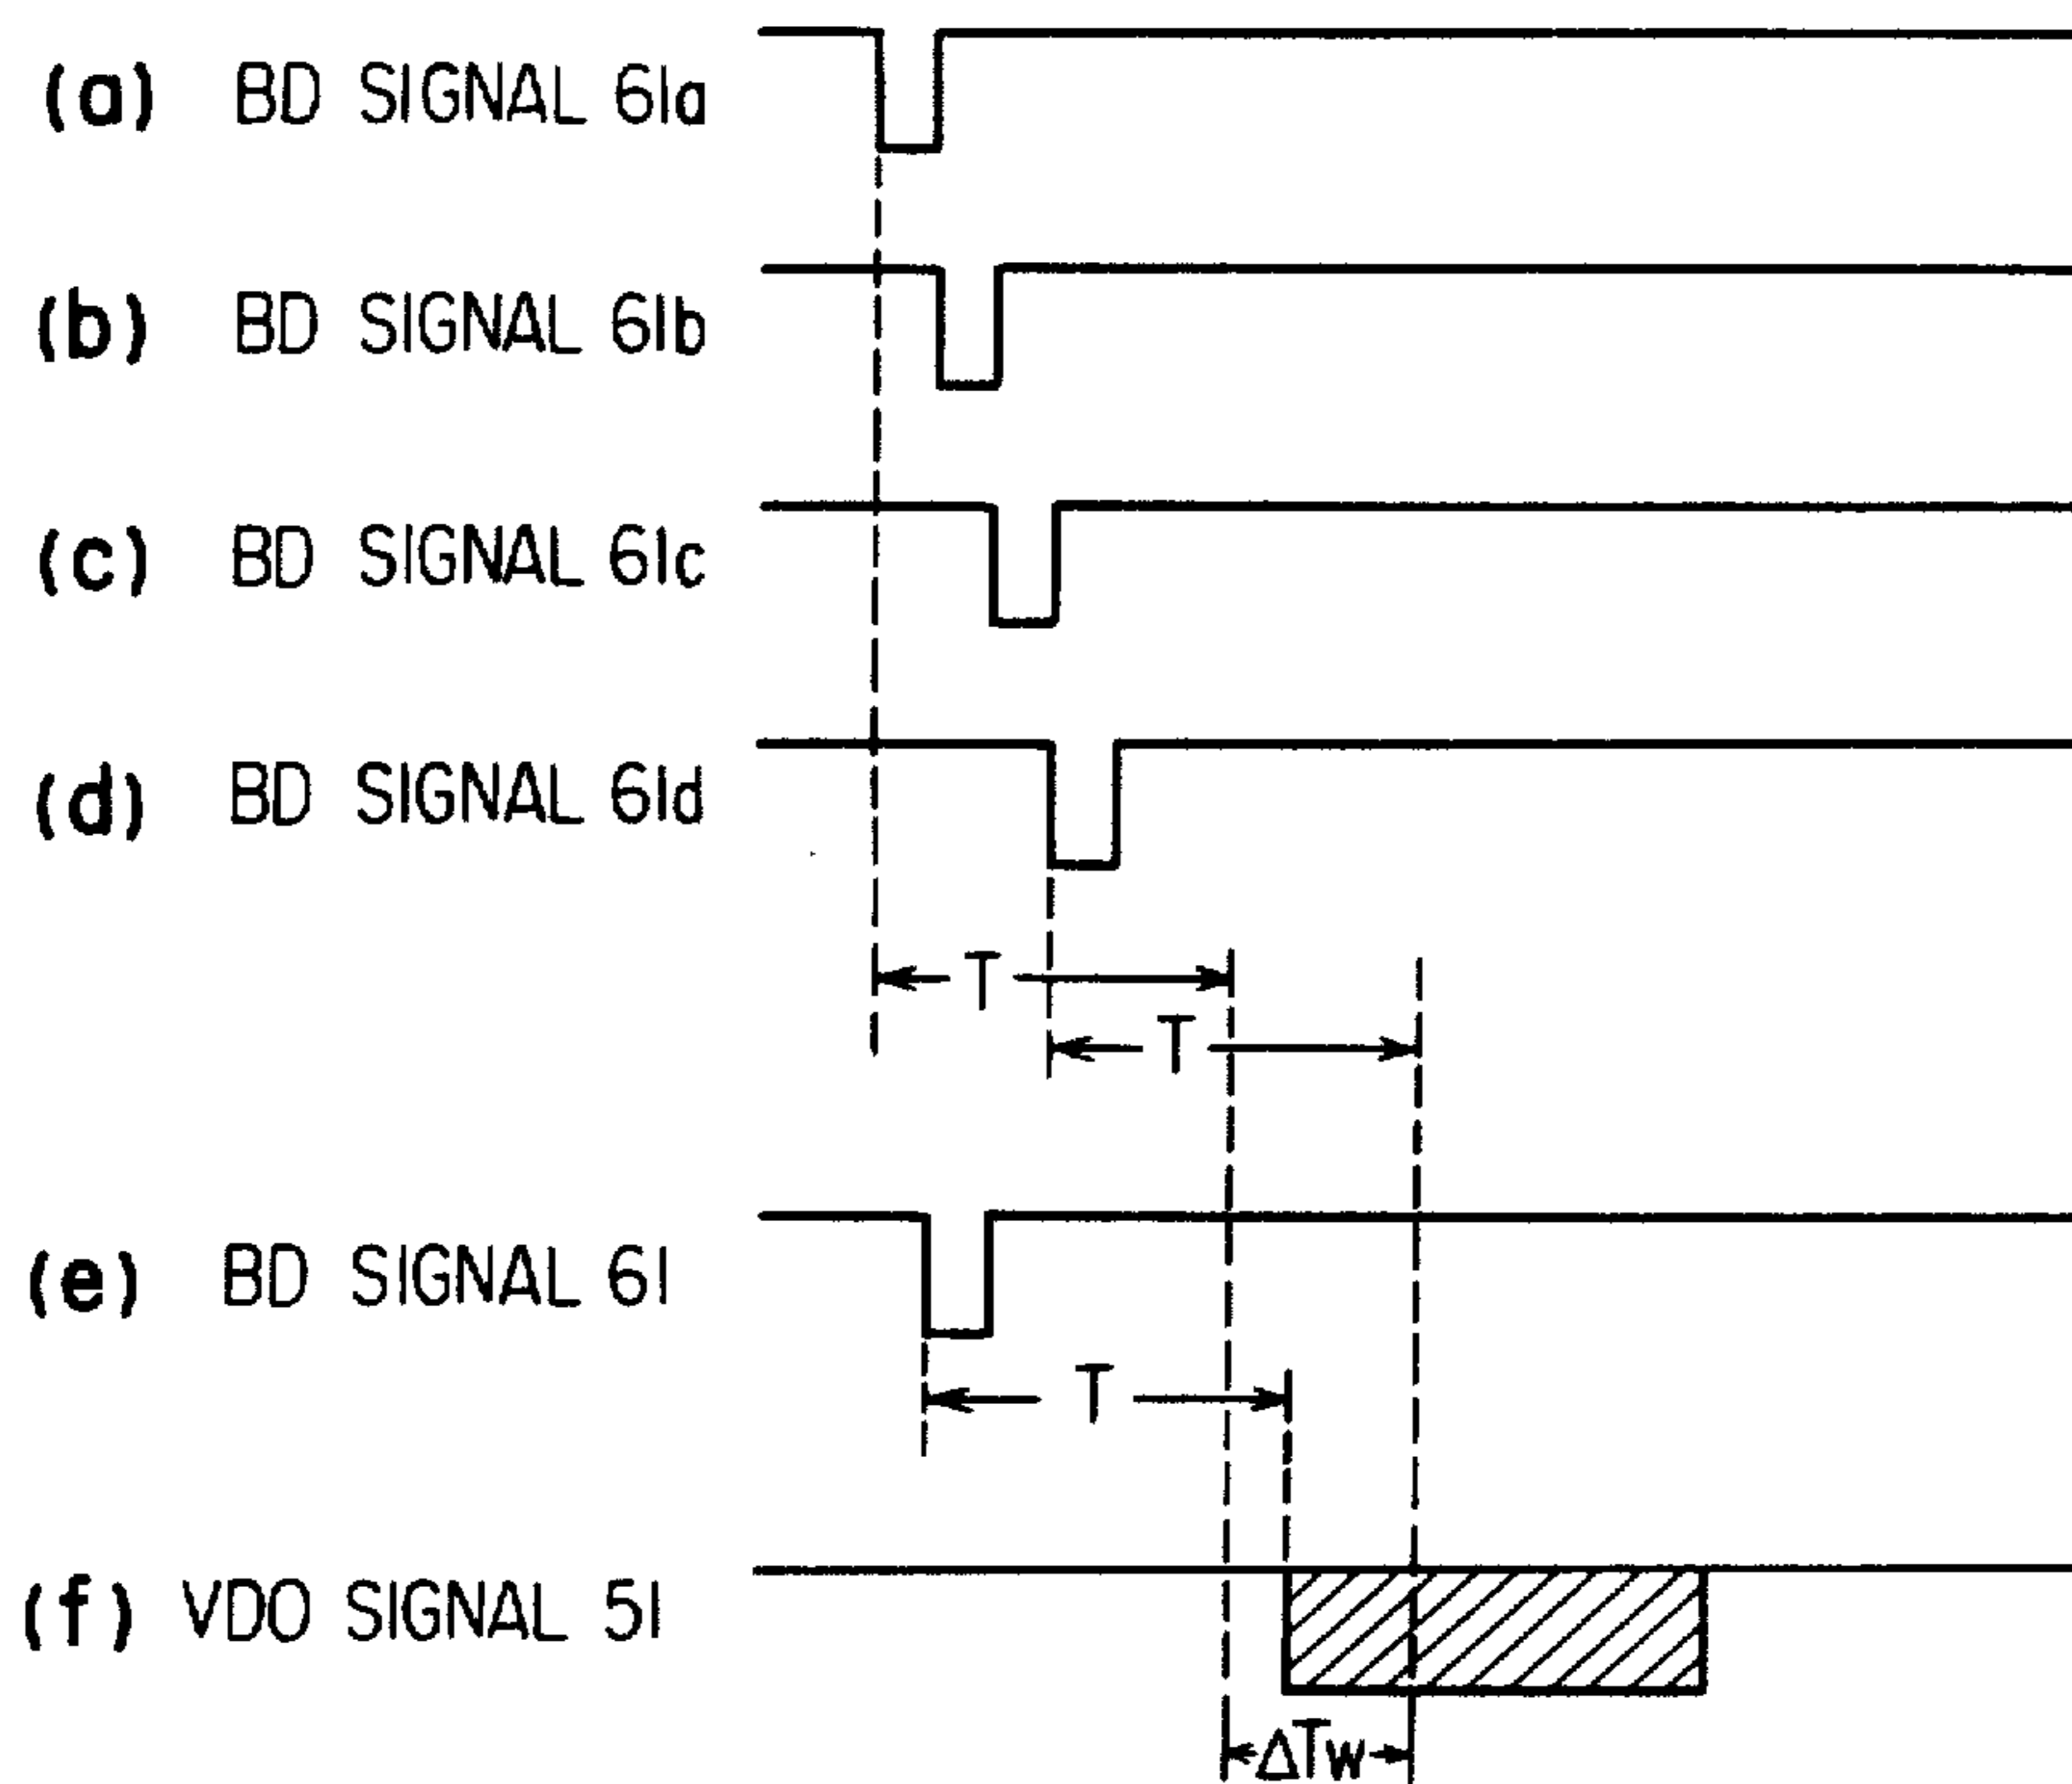 (a) BD SIGNAL 61a
(b) BD SIGNAL 61b
(c) BD SIGNAL 61c
(d) BD SIGNAL 61d
T
T
(e) BD SIGNAL 61
T
(f) VDO SIGNAL 51
ΔTw